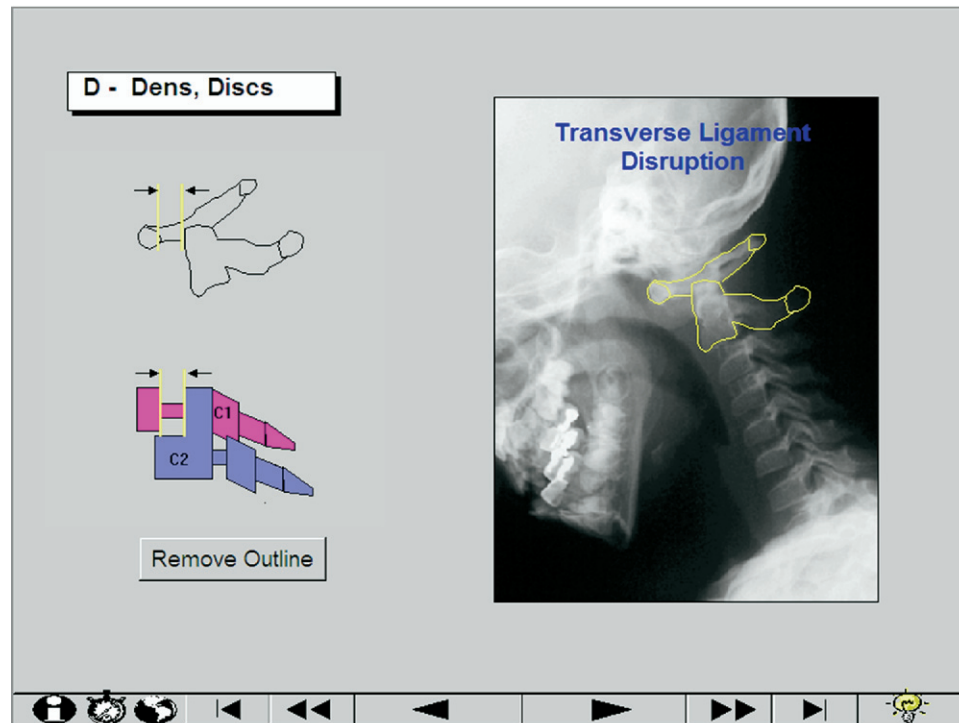 D - Dens, Discs
Transverse Ligament
Disruption
C1
C2
Remove Outline